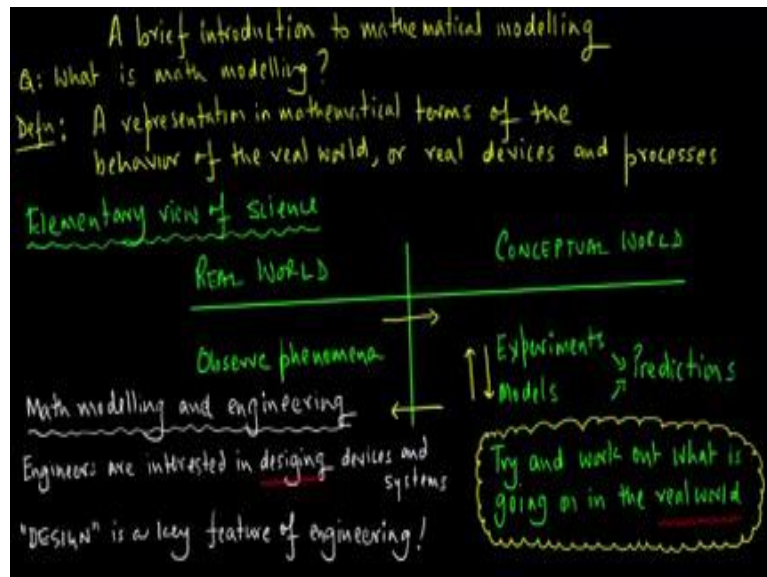 A brief introduction to mathematical modelling
Q: What is math modelling?
Defn: A representation in mathematical terms of the
behavior of the real world, or real devices and processes
Elementary view of science
REAL WORLD
CONCEPTUAL WORLD
Observe phenomena
Experiments
Models
Predictions
Math modelling and engineering
Engineers are interested in desiging devices and
systems
"DESIGN" is a key feature of engineering!
Try and work out what is
going on in the real world